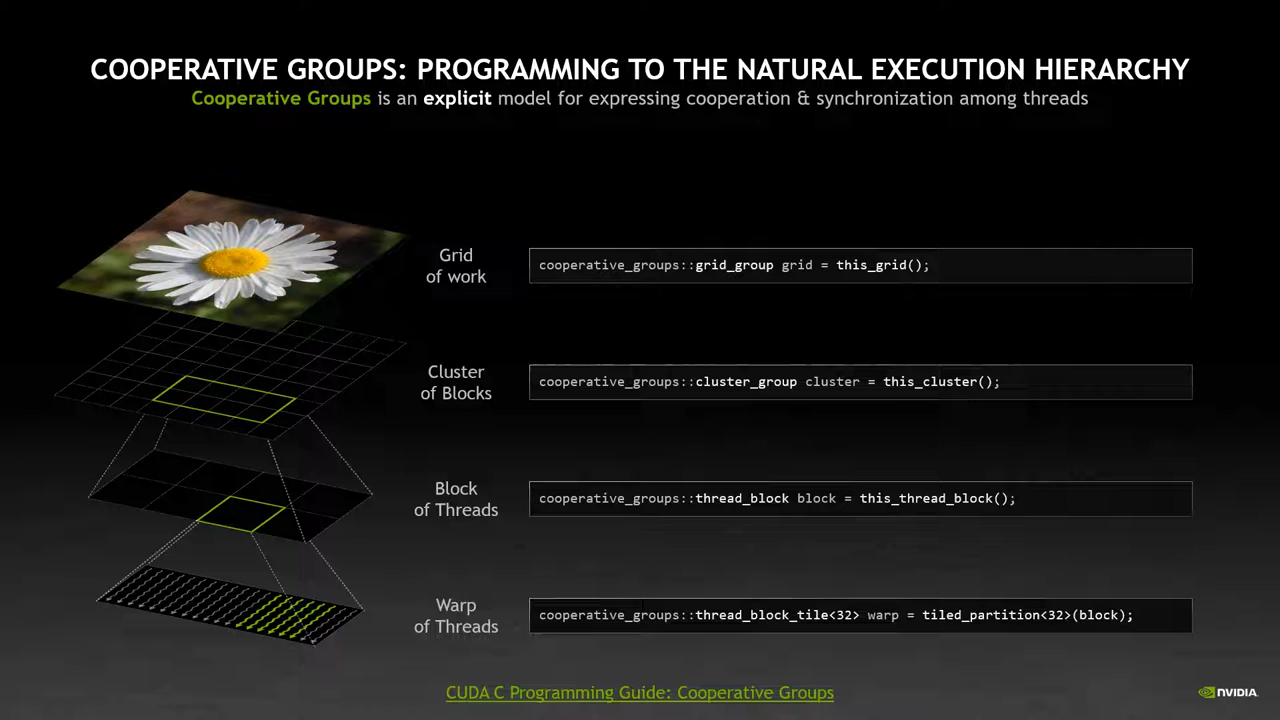 COOPERATIVE GROUPS: PROGRAMMING TO THE NATURAL EXECUTION HIERARCHY
Cooperative Groups is an explicit model for expressing cooperation & synchronization among threads
Grid
of work
cooperative_groups::grid_group grid = this_grid();
Cluster
of Blocks
cooperative_groups::cluster_group cluster = this_cluster();
Block
of Threads
cooperative_groups::thread_block block = this_thread_block();
Warp
of Threads
cooperative_groups::thread_block_tile<32> warp = tiled_partition<32>(block);
CUDA C Programming Guide: Cooperative Groups
NVIDIA.